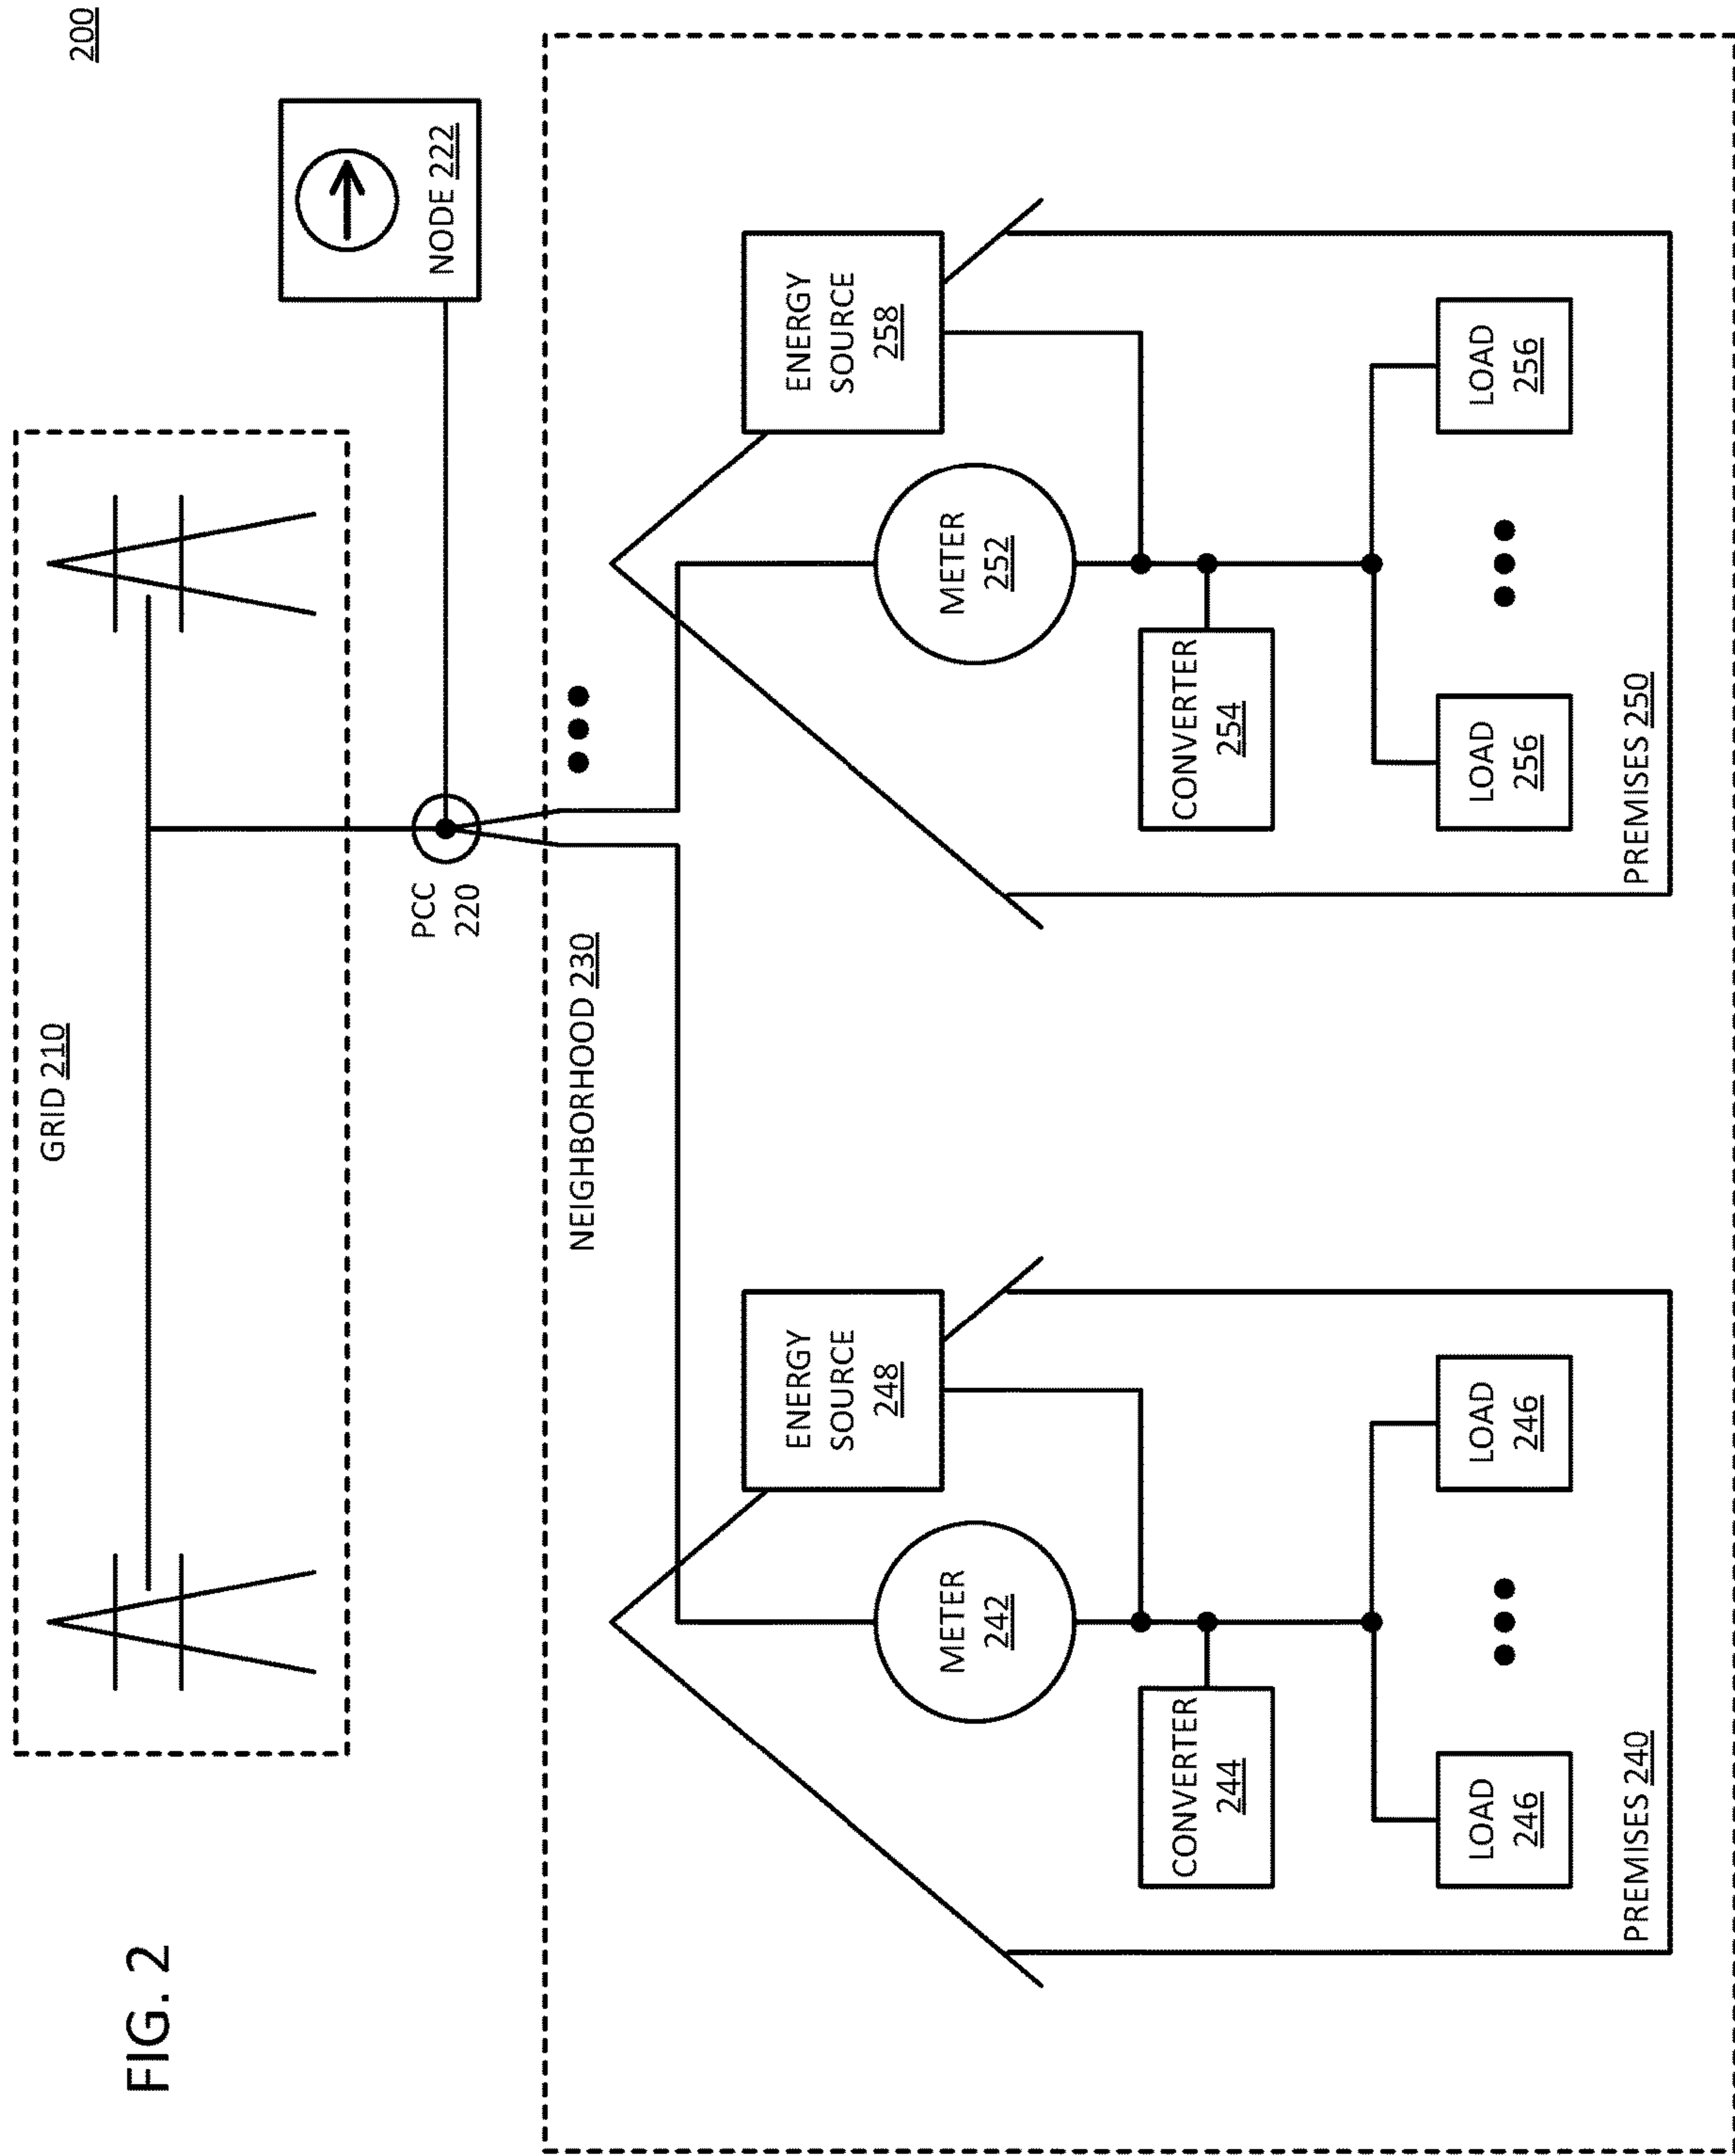 200
GRID 210
NODE 222
PCC
220
NEIGHBORHOOD 230
ENERGY
SOURCE
248
METER
242
CONVERTER
244
LOAD
246
LOAD
246
PREMISES 240
ENERGY
SOURCE
258
METER
252
CONVERTER
254
LOAD
256
LOAD
256
PREMISES 250
FIG. 2